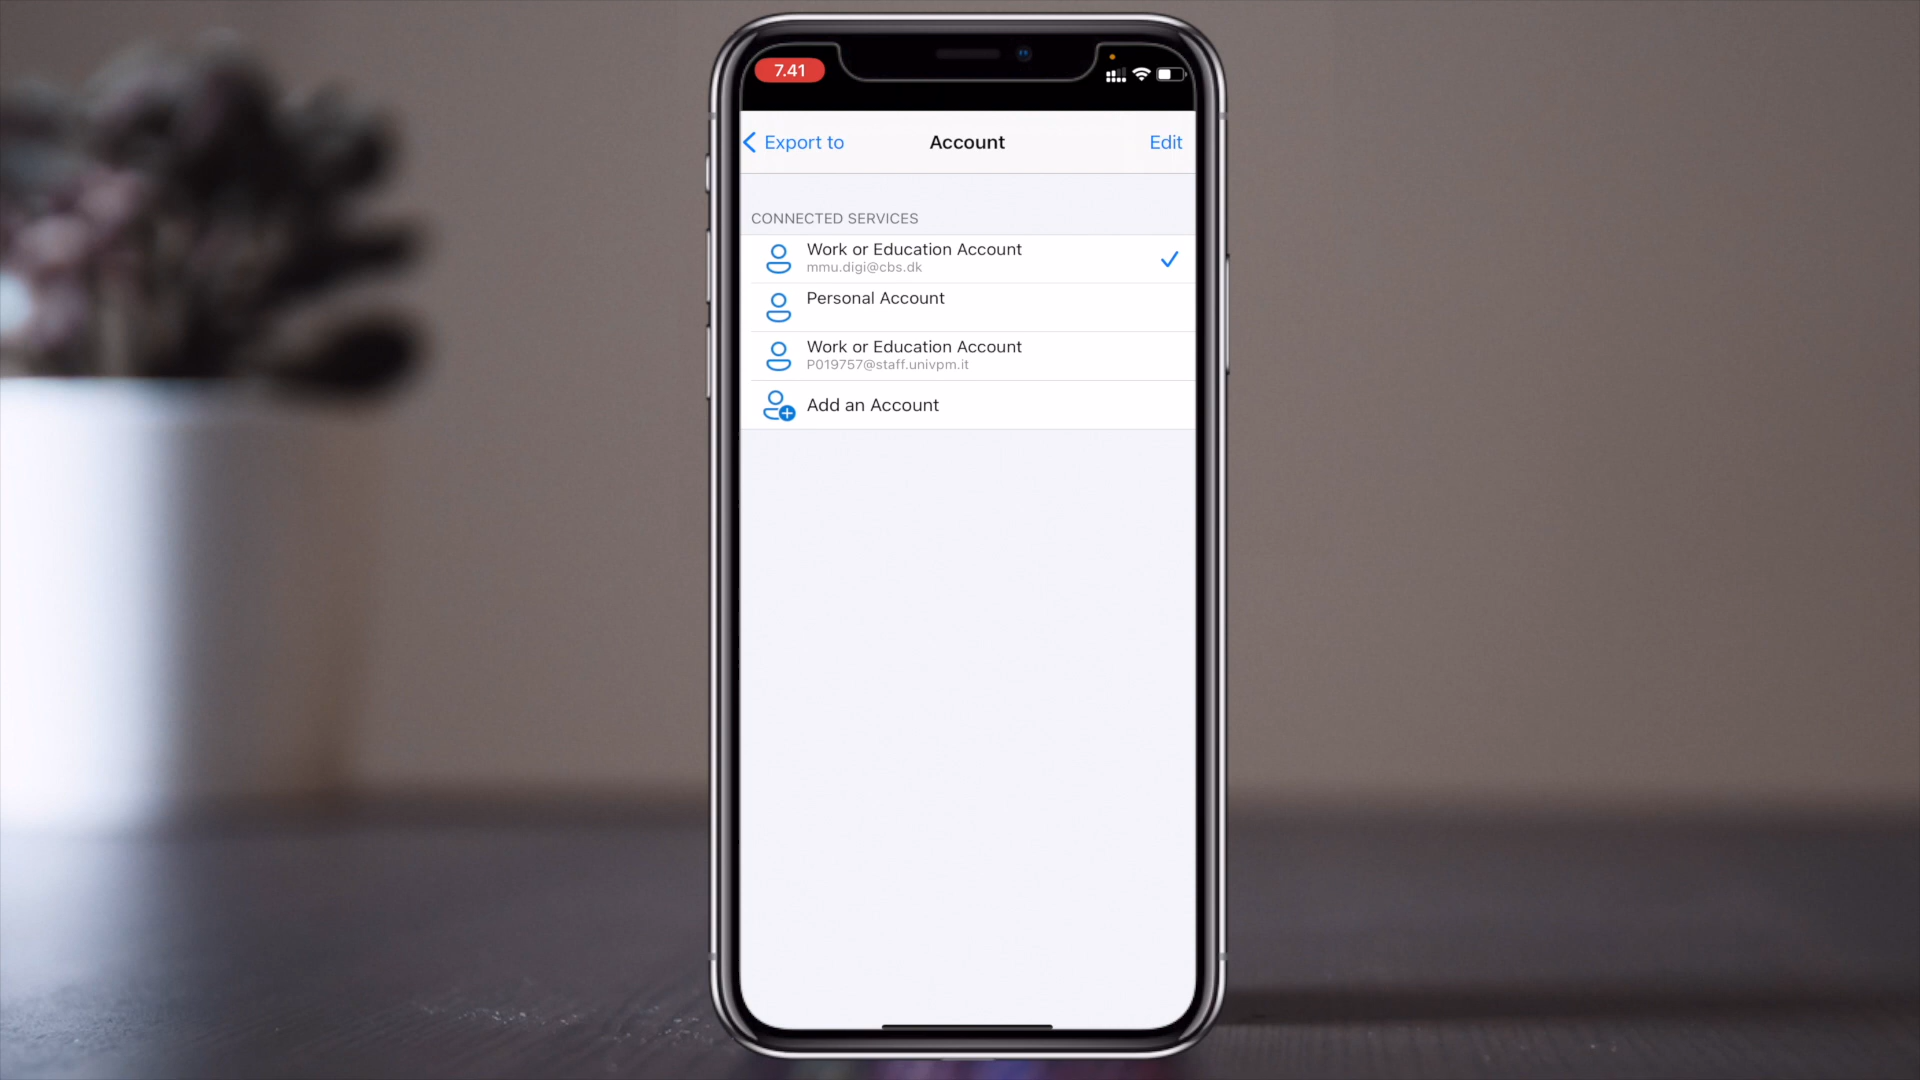 7.41
Export to
Account
Edit
CONNECTED SERVICES
Work or Education Account
mmu.digi@cbs.dk
Personal Account
Work or Education Account
P019757@staff.univpm.it
Add an Account